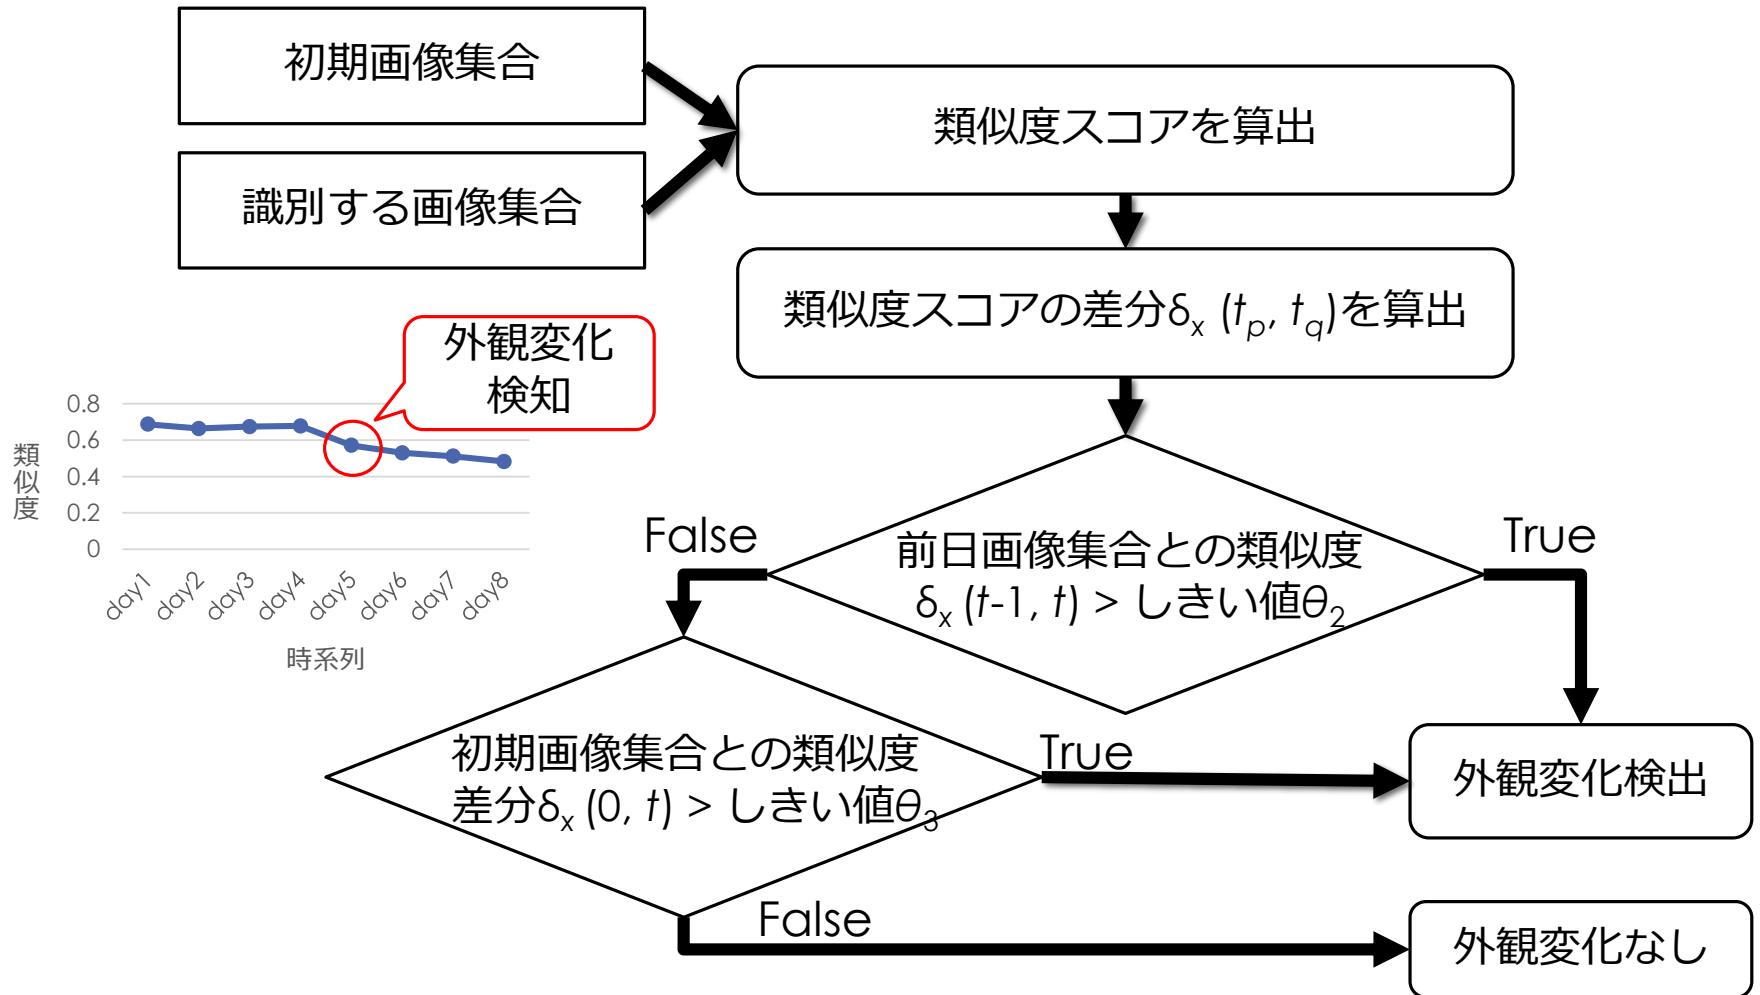 初期画像集合
識別する画像集合
類似度スコアを算出
類似度スコアの差分δx (tp, tq)を算出
外観変化
検知
0.8
0.6
0.4
0.2
0
類似度
day1
day2
day3
day4
day5
day6
day7
day8
時系列
False
True
前日画像集合との類似度
δx (t-1, t) > しきい値θ2
初期画像集合との類似度
差分δx (0, t) > しきい値θ3
True
外観変化検出
False
外観変化なし